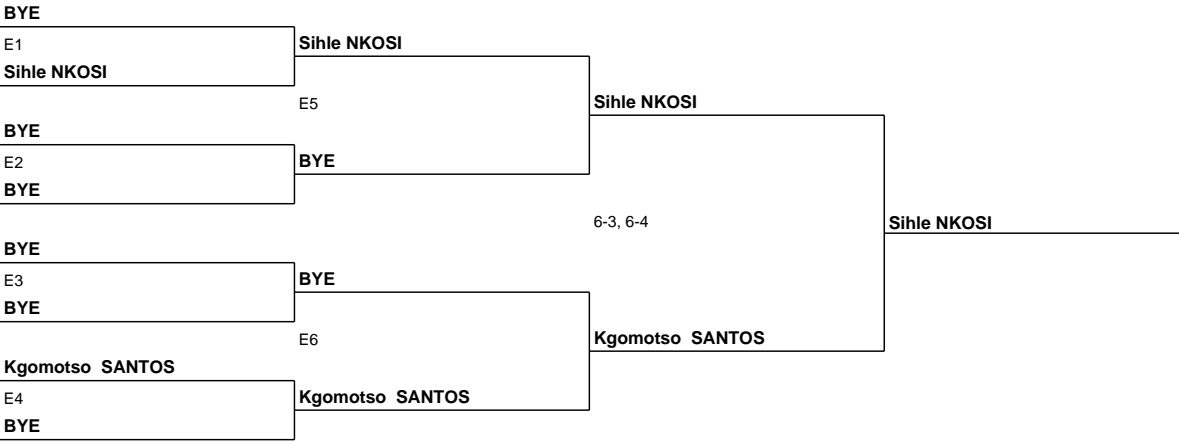 BYE
E1
Sihle NKOSI
Sihle NKOSI
E5
Sihle NKOSI
BYE
E2
BYE
BYE
6-3, 6-4
Sihle NKOSI
BYE
E3
BYE
BYE
E6
Kgomotso  SANTOS
Kgomotso  SANTOS
E4
Kgomotso  SANTOS
BYE